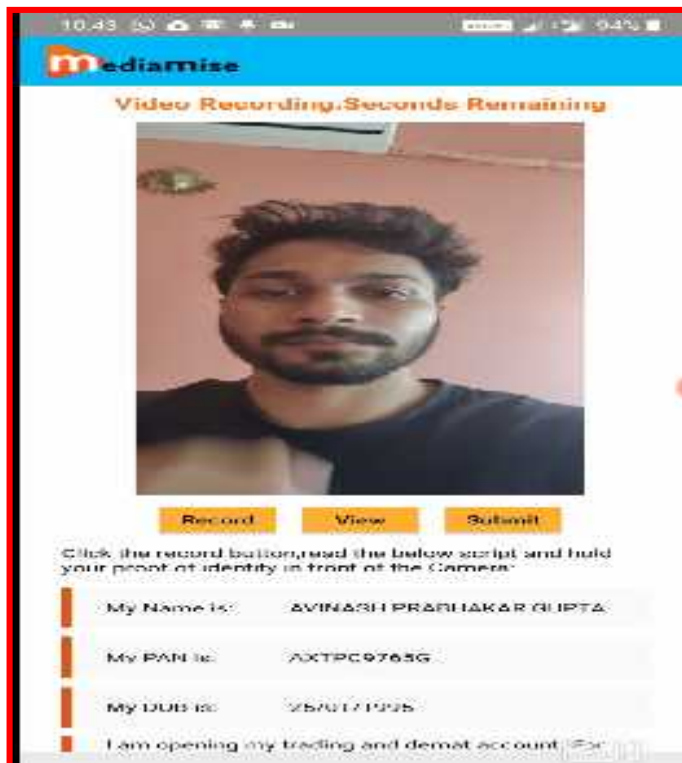 10.43 94%
mediamise
Video Recording.Seconds Remaining
Record View Submit
Click the record button,read the below script and hold
your proof of identity in front of the Camera:
My Name is: AVINASH PRABHAKAR GUPTA
My PAN is:
My DOB is:
I am opening my trading and demat account